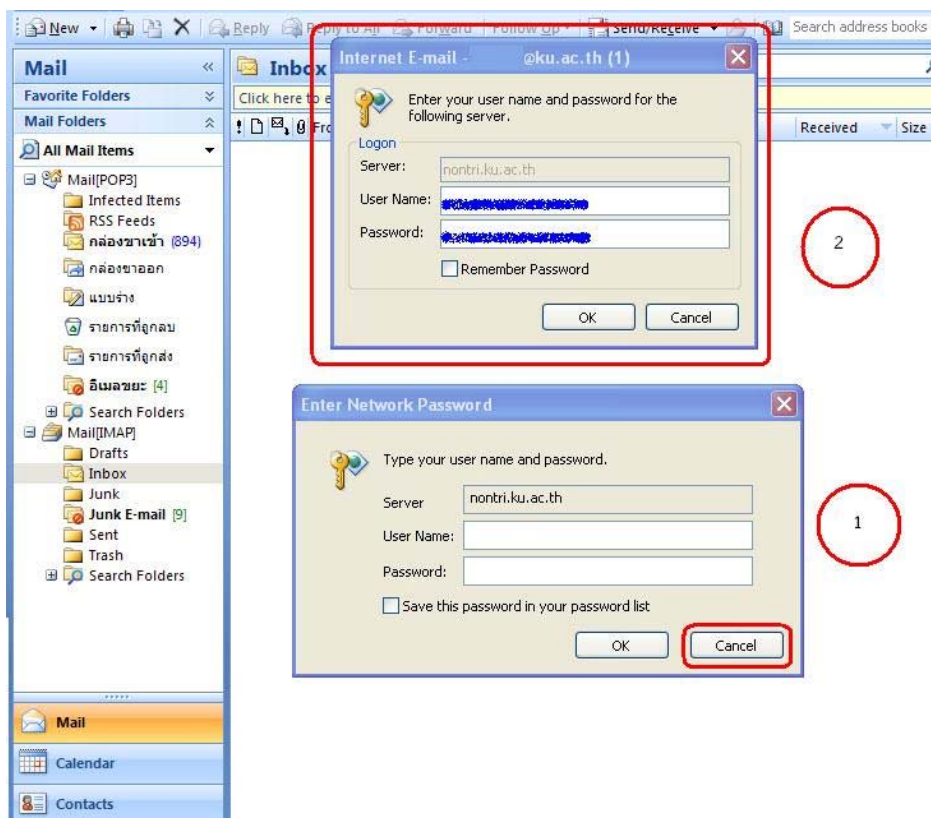 New Reply Reply to All Forward Follow Up Send/Receive Search address books
Mail
Favorite Folders
Mail Folders
All Mail Items
Mail[POP3]
Infected Items
RSS Feeds
กล่องขาเข้า (894)
กล่องขาออก
แบบร่าง
รายการที่ถูกลบ
รายการที่ถูกส่ง
อีเมลขยะ [4]
Search Folders
Mail[IMAP]
Drafts
Inbox
Junk
Junk E-mail [9]
Sent
Trash
Search Folders
Mail
Calendar
Contacts
Inbox
Click here to e
Fro
Received Size
Internet E-mail - @ku.ac.th (1)
Enter your user name and password for the
following server.
Logon
Server: nontri.ku.ac.th
User Name:
Password:
Remember Password
OK Cancel
2
Enter Network Password
Type your user name and password.
Server nontri.ku.ac.th
User Name:
Password:
Save this password in your password list
OK Cancel
1